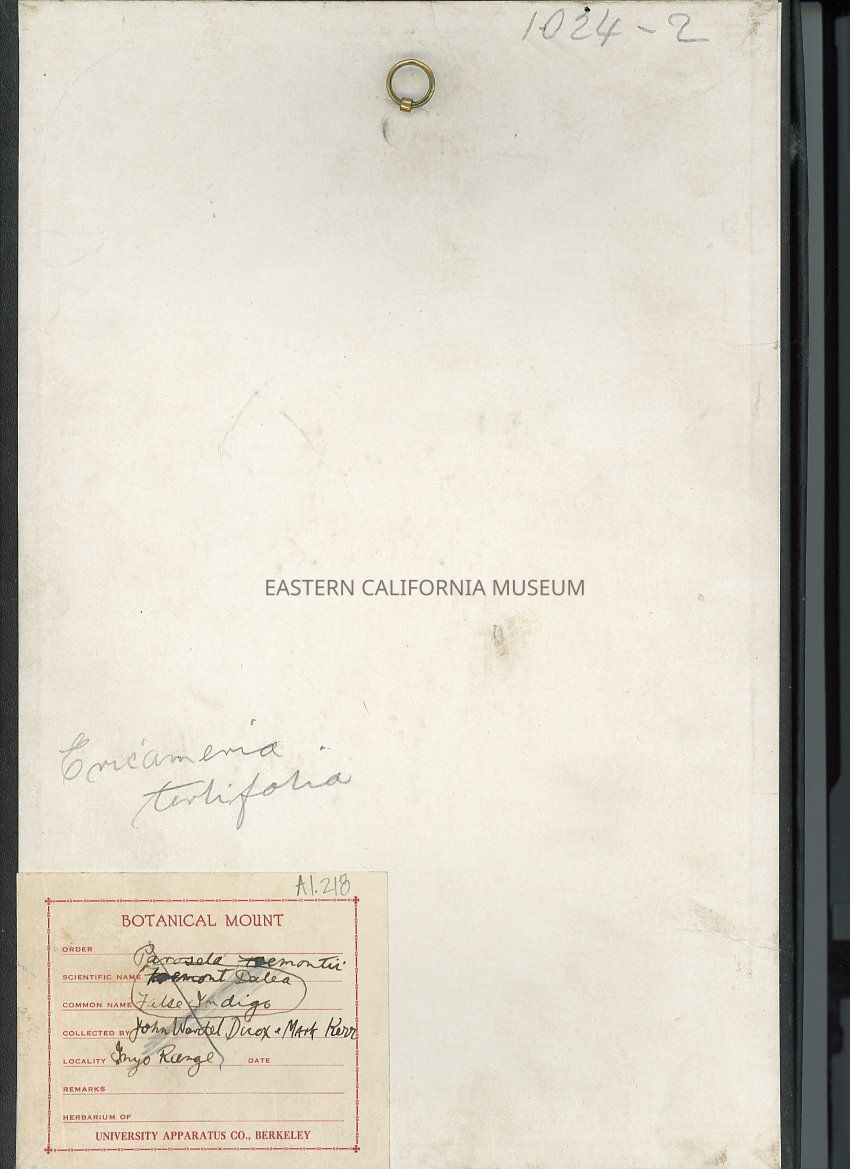 1024-2
EASTERN CALIFORNIA MUSEUM
Ericameria
teretifolia
A1.218
BOTANICAL MOUNT
ORDER Parosela Fremontii
SCIENTIFIC NAME Fremont Dalea
COMMON NAME False Indigo
COLLECTED BY John Wendel Dixon & Mark Kerr
LOCALITY Inyo Range DATE
REMARKS
HERBARIUM OF
UNIVERSITY APPARATUS CO., BERKELEY